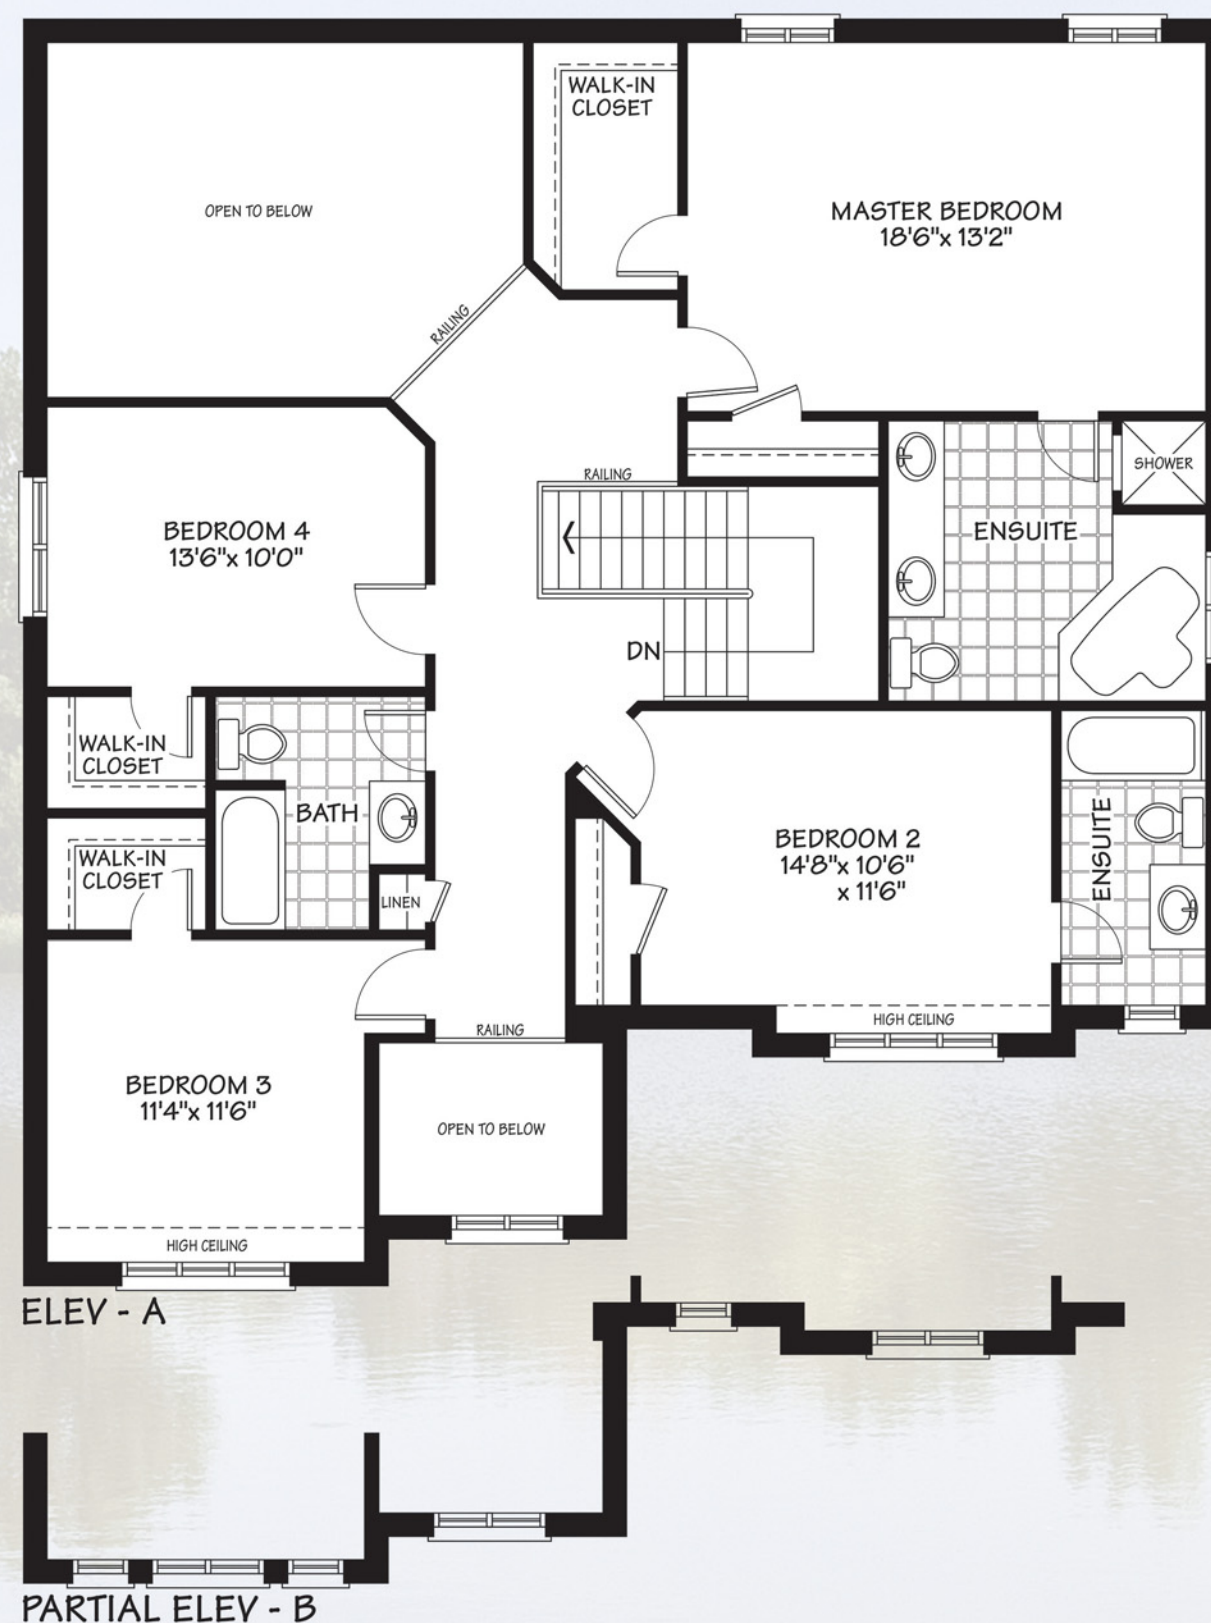 WALK-IN
CLOSET
OPEN TO BELOW
MASTER BEDROOM
18'6"x 13'2"
RAILING
RAILING
SHOWER
BEDROOM 4
13'6"x 10'0"
ENSUITE
DN
WALK-IN
CLOSET
BATH
WALK-IN
CLOSET
LINEN
BEDROOM 2
14'8"x 10'6"
x 11'6"
ENSUITE
HIGH CEILING
RAILING
BEDROOM 3
11'4"x 11'6"
OPEN TO BELOW
HIGH CEILING
ELEV - A
PARTIAL ELEV - B